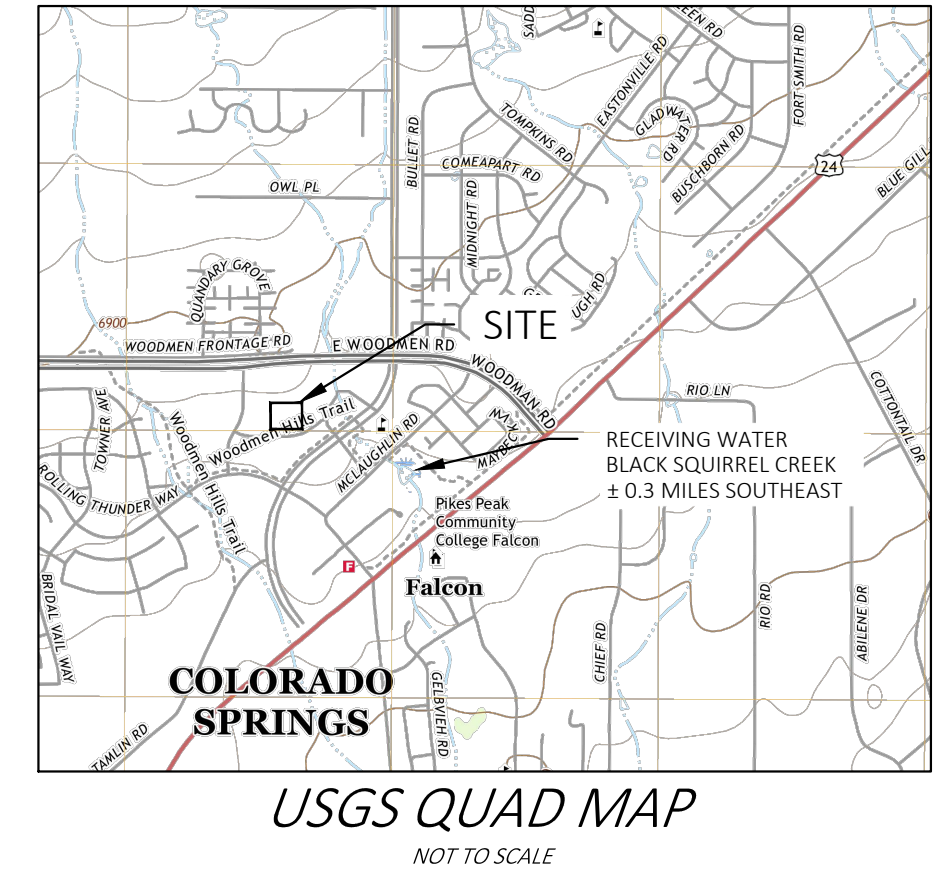 SADD
EEN RD
FORT SMITH RD
EASTONVILLE RD
GLADWATER RD
TOMPKINS RD
BUSCHBORN RD
24
BLUE GILL
BULLET RD
COMEAPART RD
OWL PL
MIDNIGHT RD
QUANDARY GROVE
UGH RD
SITE
6900
WOODMEN FRONTAGE RD
E WOODMEN RD
WOODMAN RD
RIO LN
COTTONTAIL DR
TOWNER AVE
Woodmen Hills Trail
Woodmen Hills Trail
MCLAUGHLIN RD
MAYBECK LN
RECEIVING WATER
BLACK SQUIRREL CREEK
± 0.3 MILES SOUTHEAST
ROLLING THUNDER WAY
Pikes Peak
Community
College Falcon
F
Falcon
BRIDAL VAIL WAY
RIO RD
ABILENE DR
CHIEF RD
COLORADO
SPRINGS
GELBVIEH RD
TAMLIN RD
USGS QUAD MAP
NOT TO SCALE